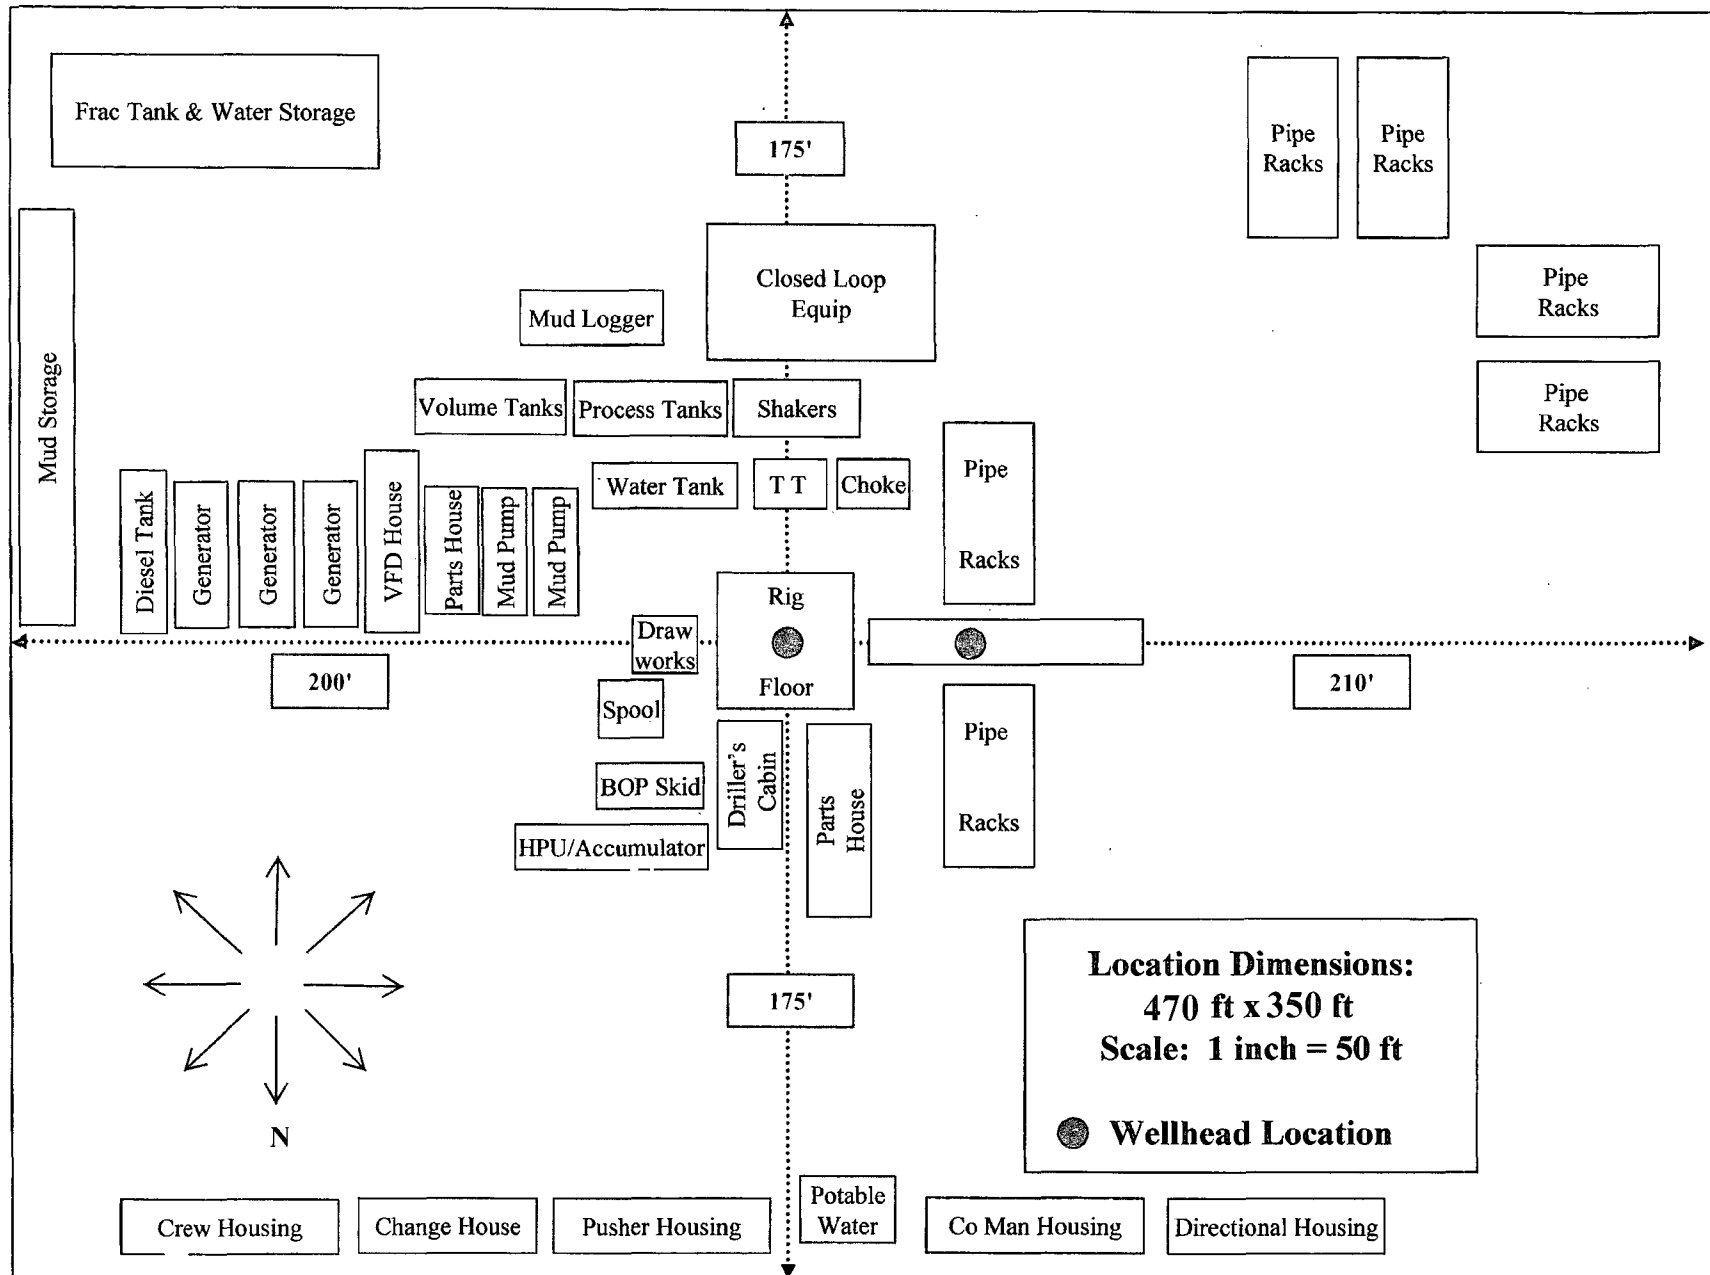 Frac Tank & Water Storage
175'
Pipe
Racks
Pipe
Racks
Closed Loop
Equip
Mud Logger
Pipe
Racks
Pipe
Racks
Mud Storage
Volume Tanks
Process Tanks
Shakers
Water Tank
T T
Choke
Pipe
Racks
Diesel Tank
Generator
Generator
Generator
VFD House
Parts House
Mud Pump
Mud Pump
Rig
Floor
Draw
works
200'
210'
Spool
BOP Skid
HPU/Accumulator
Driller's
Cabin
Parts
House
Pipe
Racks
175'
N
Location Dimensions:
470 ft x 350 ft
Scale: 1 inch = 50 ft
Wellhead Location
Crew Housing
Change House
Pusher Housing
Potable
Water
Co Man Housing
Directional Housing